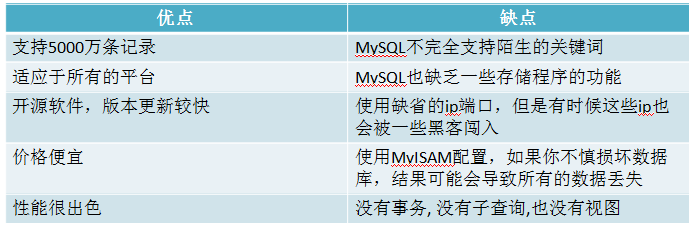 优点 缺点
支持5000万条记录 MySQL不完全支持陌生的关键词
适应于所有的平台 MySQL也缺乏一些存储程序的功能
开源软件，版本更新较快 使用缺省的ip端口，但是有时候这些ip也
会被一些黑客闯入
价格便宜 使用MyISAM配置，如果你不慎损坏数据
库，结果可能会导致所有的数据丢失
性能很出色 没有事务, 没有子查询,也没有视图